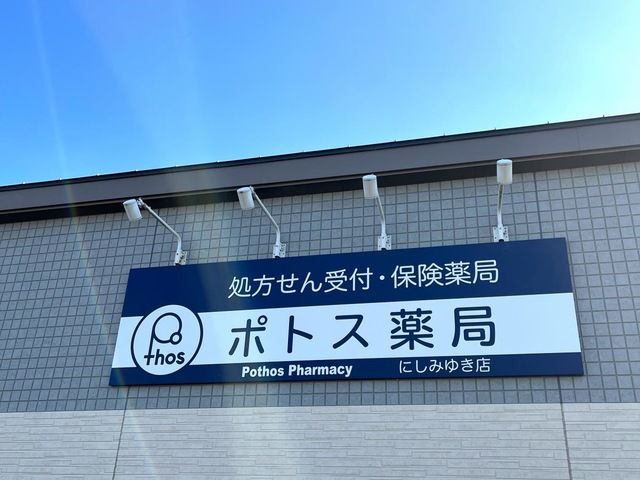 処方せん受付・保険薬局
Pothos
ポトス薬局
Pothos Pharmacy
にしみゆき店